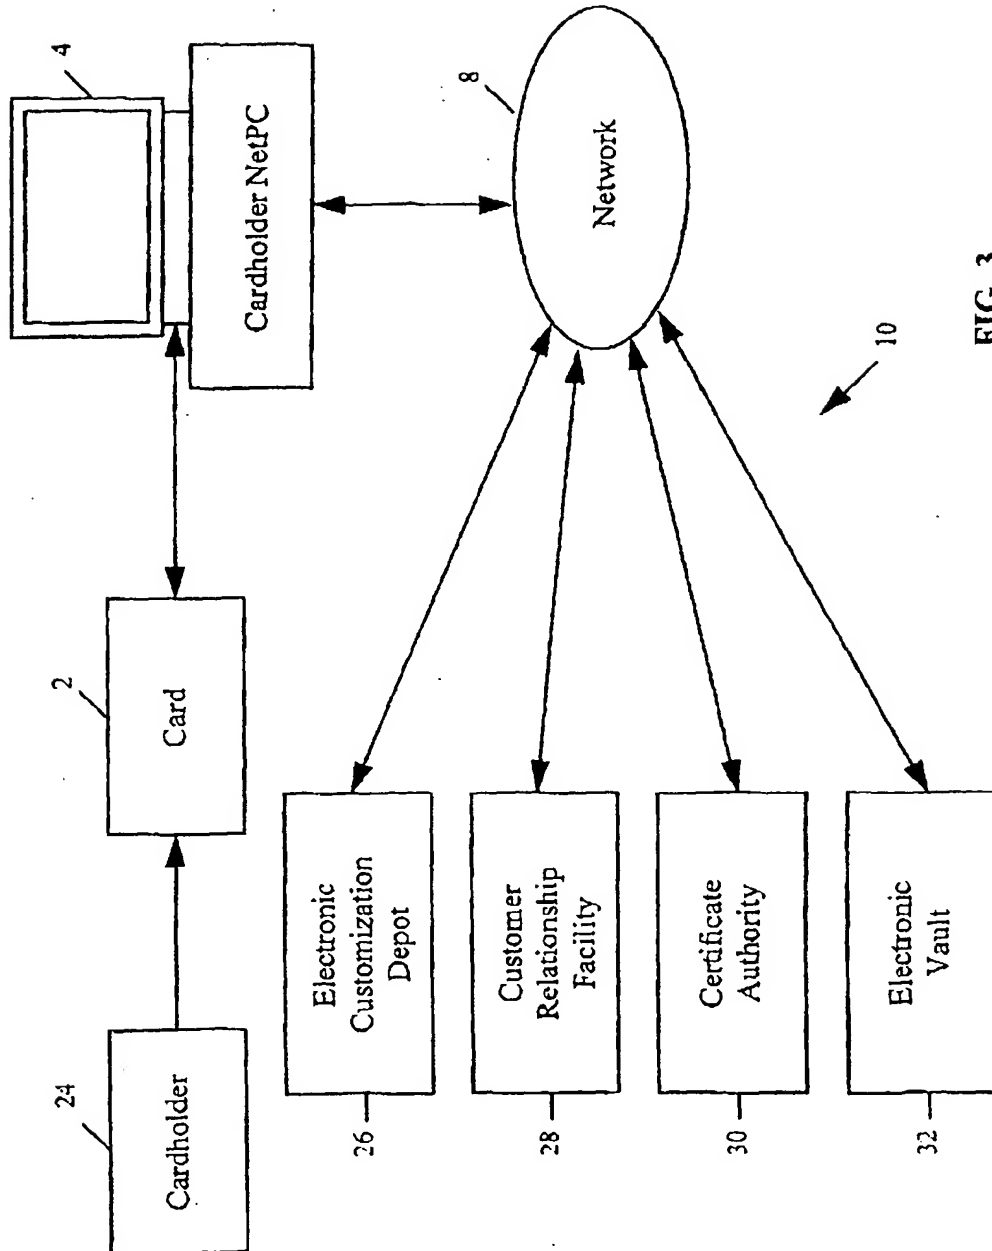 24
Cardholder
2
Card
4
Cardholder NetPC
26
Electronic
Customization
Depot
28
Customer
Relationship
Facility
30
Certificate
Authority
32
Electronic
Vault
8
Network
10
FIG. 3